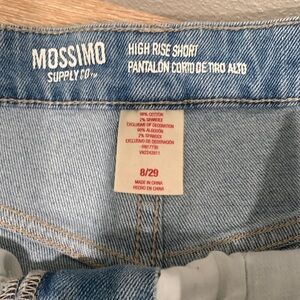 MOSSIMO
SUPPLY CO™
HIGH RISE SHORT
PANTALÓN CORTO DE TIRO ALTO
98% COTTON
2% SPANDEX
EXCLUSIVE OF DECORATION
98% ALGODÓN
2% SPANDEX
EXCLUSIVO DE DECORACIÓN
8/29
MADE IN CHINA
HECHO EN CHINA